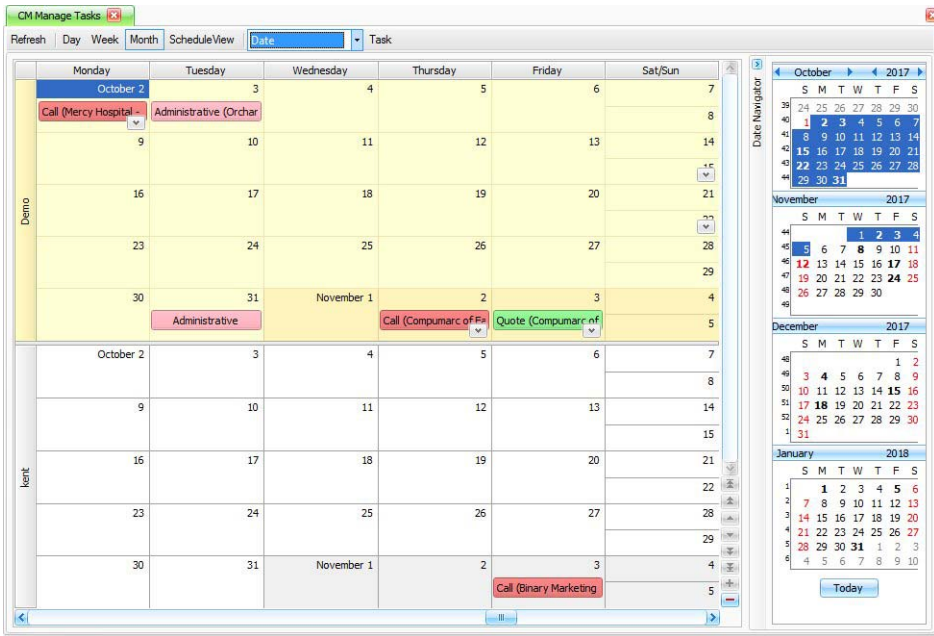 CM Manage Tasks
Refresh Day Week Month ScheduleView Date Task
Monday Tuesday Wednesday Thursday Friday Sat/Sun
Demo
October 2 3 4 5 6 7
Call (Mercy Hospital - Administrative (Orchar
8
9 10 11 12 13 14
15
16 17 18 19 20 21
22
23 24 25 26 27 28
29
30 31 November 1 2 3 4
Administrative Call (Compumarc of Ea Quote (Compumarc of
5
kent
October 2 3 4 5 6 7
8
9 10 11 12 13 14
15
16 17 18 19 20 21
22
23 24 25 26 27 28
29
30 31 November 1 2 3 4
Call (Binary Marketing
5
Date Navigator
October 2017
S M T W T F S
39 24 25 26 27 28 29 30
40 1 2 3 4 5 6 7
41 8 9 10 11 12 13 14
42 15 16 17 18 19 20 21
43 22 23 24 25 26 27 28
44 29 30 31
November 2017
S M T W T F S
44 1 2 3 4
45 5 6 7 8 9 10 11
46 12 13 14 15 16 17 18
47 19 20 21 22 23 24 25
48 26 27 28 29 30
49
December 2017
S M T W T F S
48 1 2
49 3 4 5 6 7 8 9
50 10 11 12 13 14 15 16
51 17 18 19 20 21 22 23
52 24 25 26 27 28 29 30
1 31
January 2018
S M T W T F S
1 1 2 3 4 5 6
2 7 8 9 10 11 12 13
3 14 15 16 17 18 19 20
4 21 22 23 24 25 26 27
5 28 29 30 31 1 2 3
6 4 5 6 7 8 9 10
Today